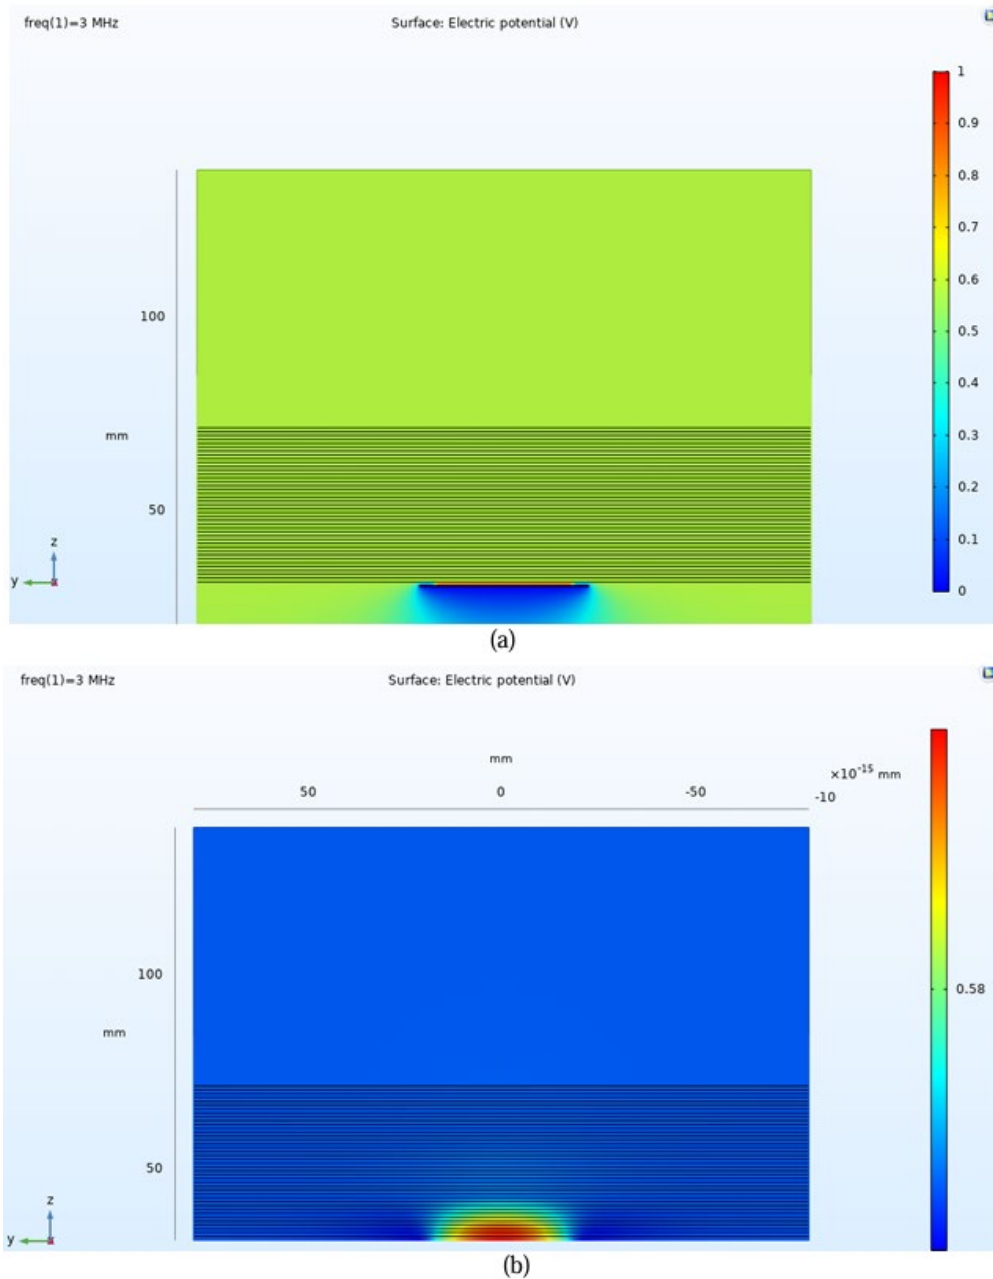 freq(1)=3 MHz
Surface: Electric potential (V)
1
0.9
0.8
0.7
0.6
0.5
0.4
0.3
0.2
0.1
0
100
mm
50
z
y
(a)
freq(1)=3 MHz
Surface: Electric potential (V)
mm
×10⁻¹⁵ mm
50
0
-50
-10
100
mm
50
0.58
z
y
(b)